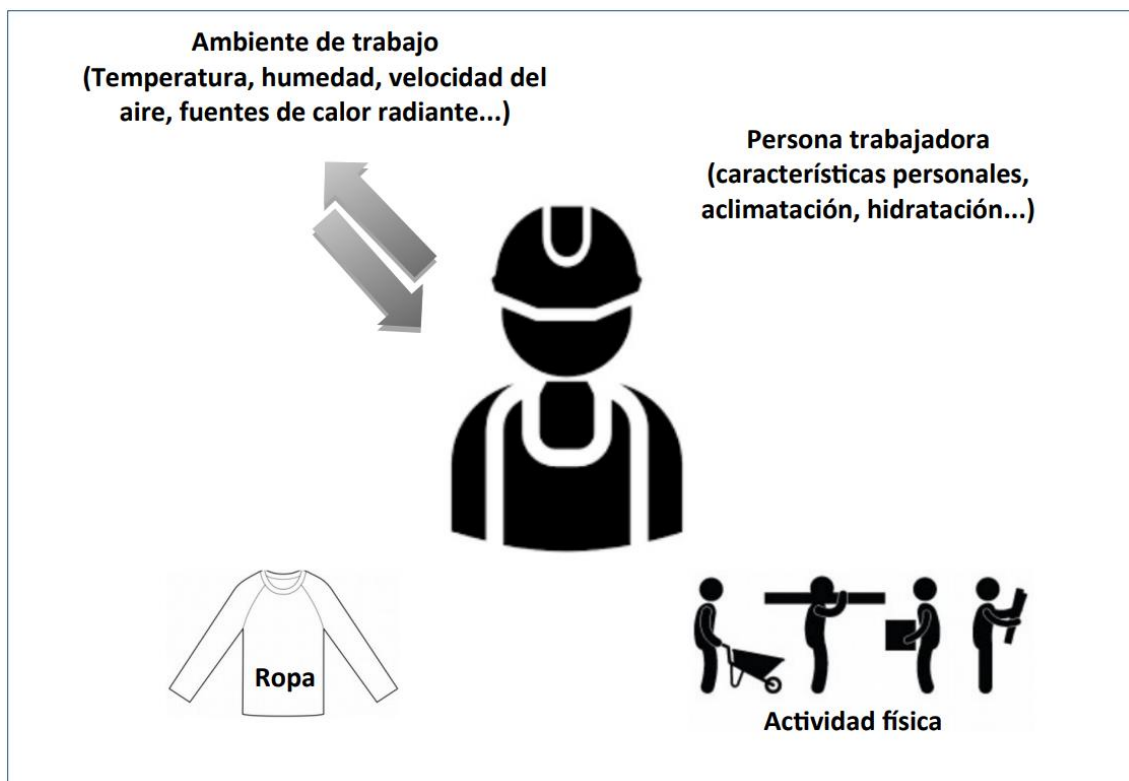 Ambiente de trabajo
(Temperatura, humedad, velocidad del
aire, fuentes de calor radiante...)
Persona trabajadora
(caracterísficas personales,
aclimatación, hidratación...)
Ropa
Actividad física